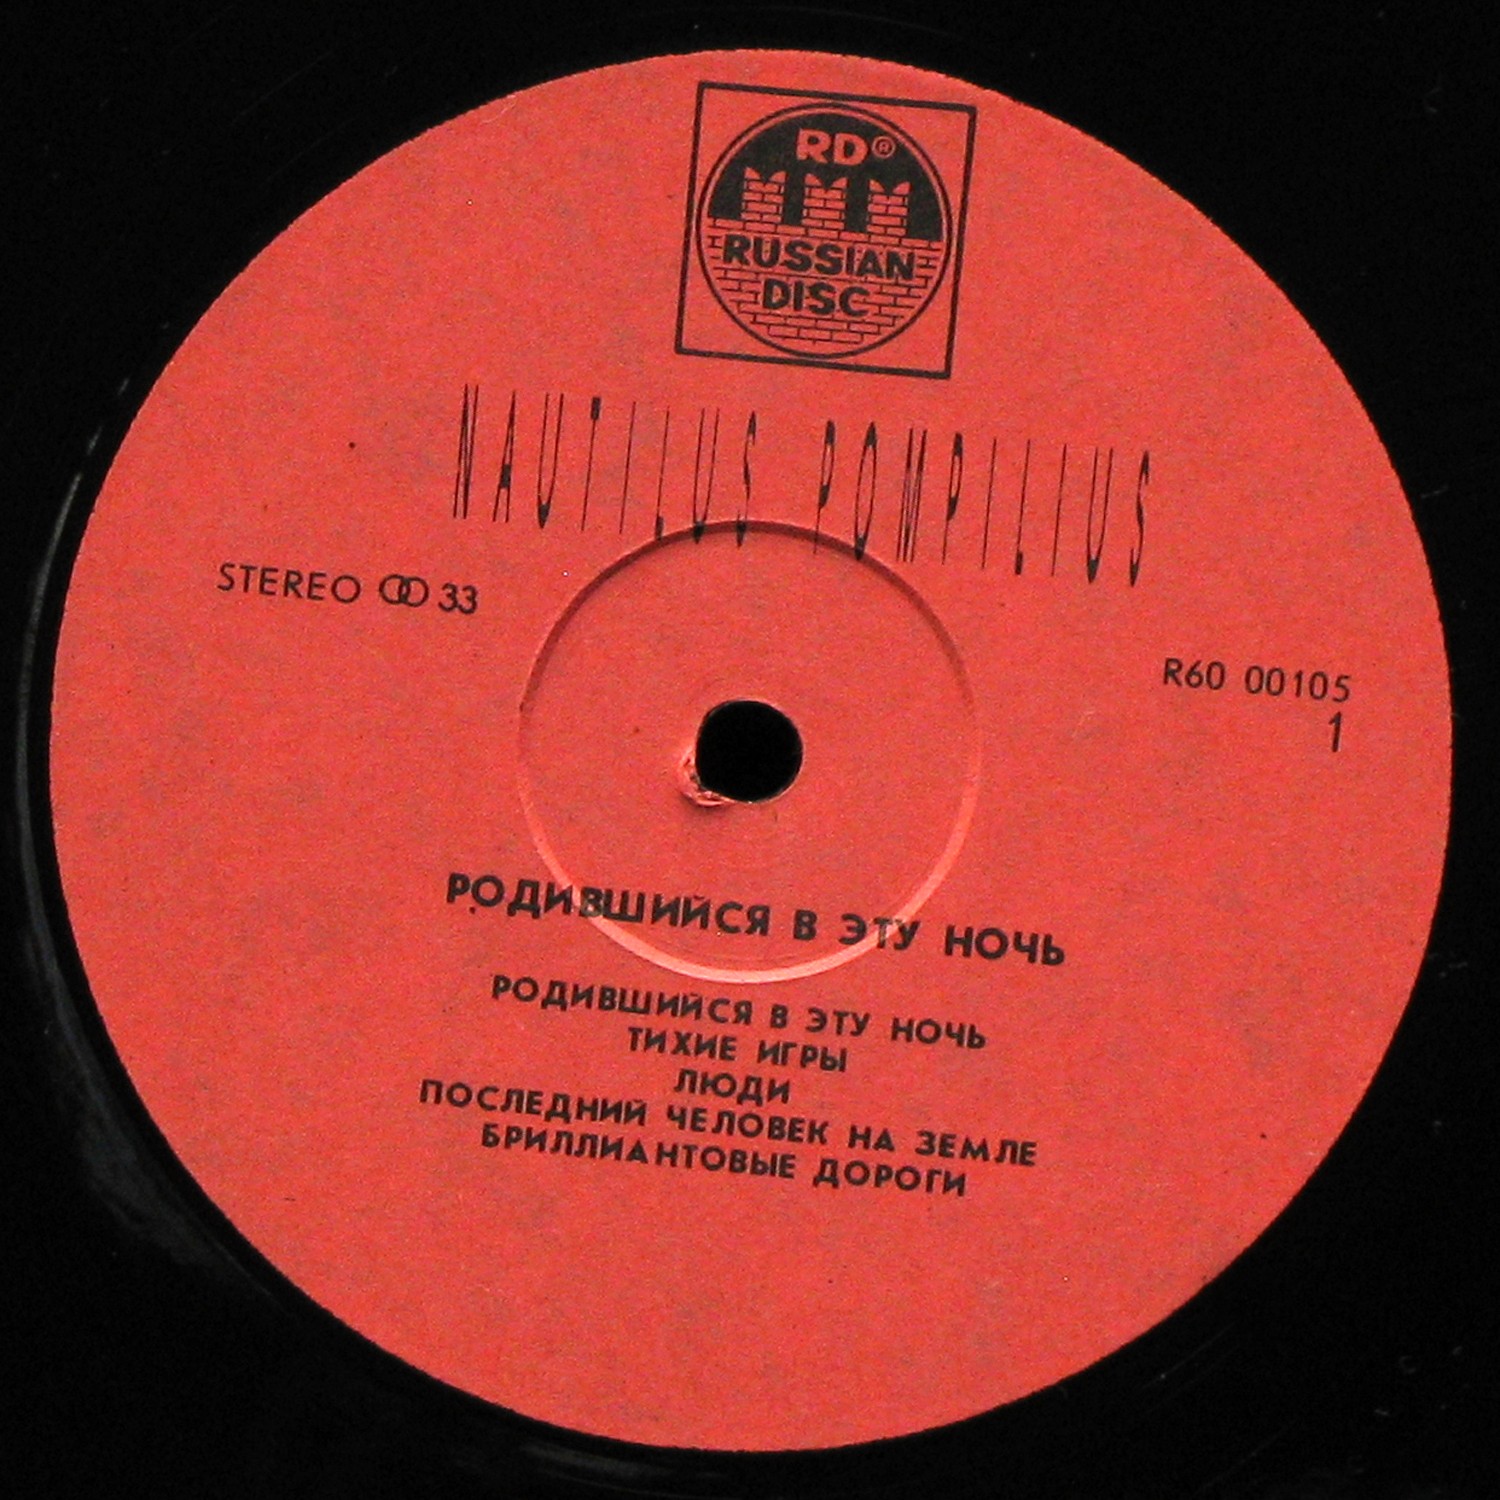 RD®
RUSSIAN
DISC
NAUTILUS POMPILIUS
STEREO 33
R60 00105
1
РОДИВШИЙСЯ В ЭТУ НОЧЬ
РОДИВШИЙСЯ В ЭТУ НОЧЬ
ТИХИЕ ИГРЫ
ЛЮДИ
ПОСЛЕДНИЙ ЧЕЛОВЕК НА ЗЕМЛЕ
БРИЛЛИАНТОВЫЕ ДОРОГИ